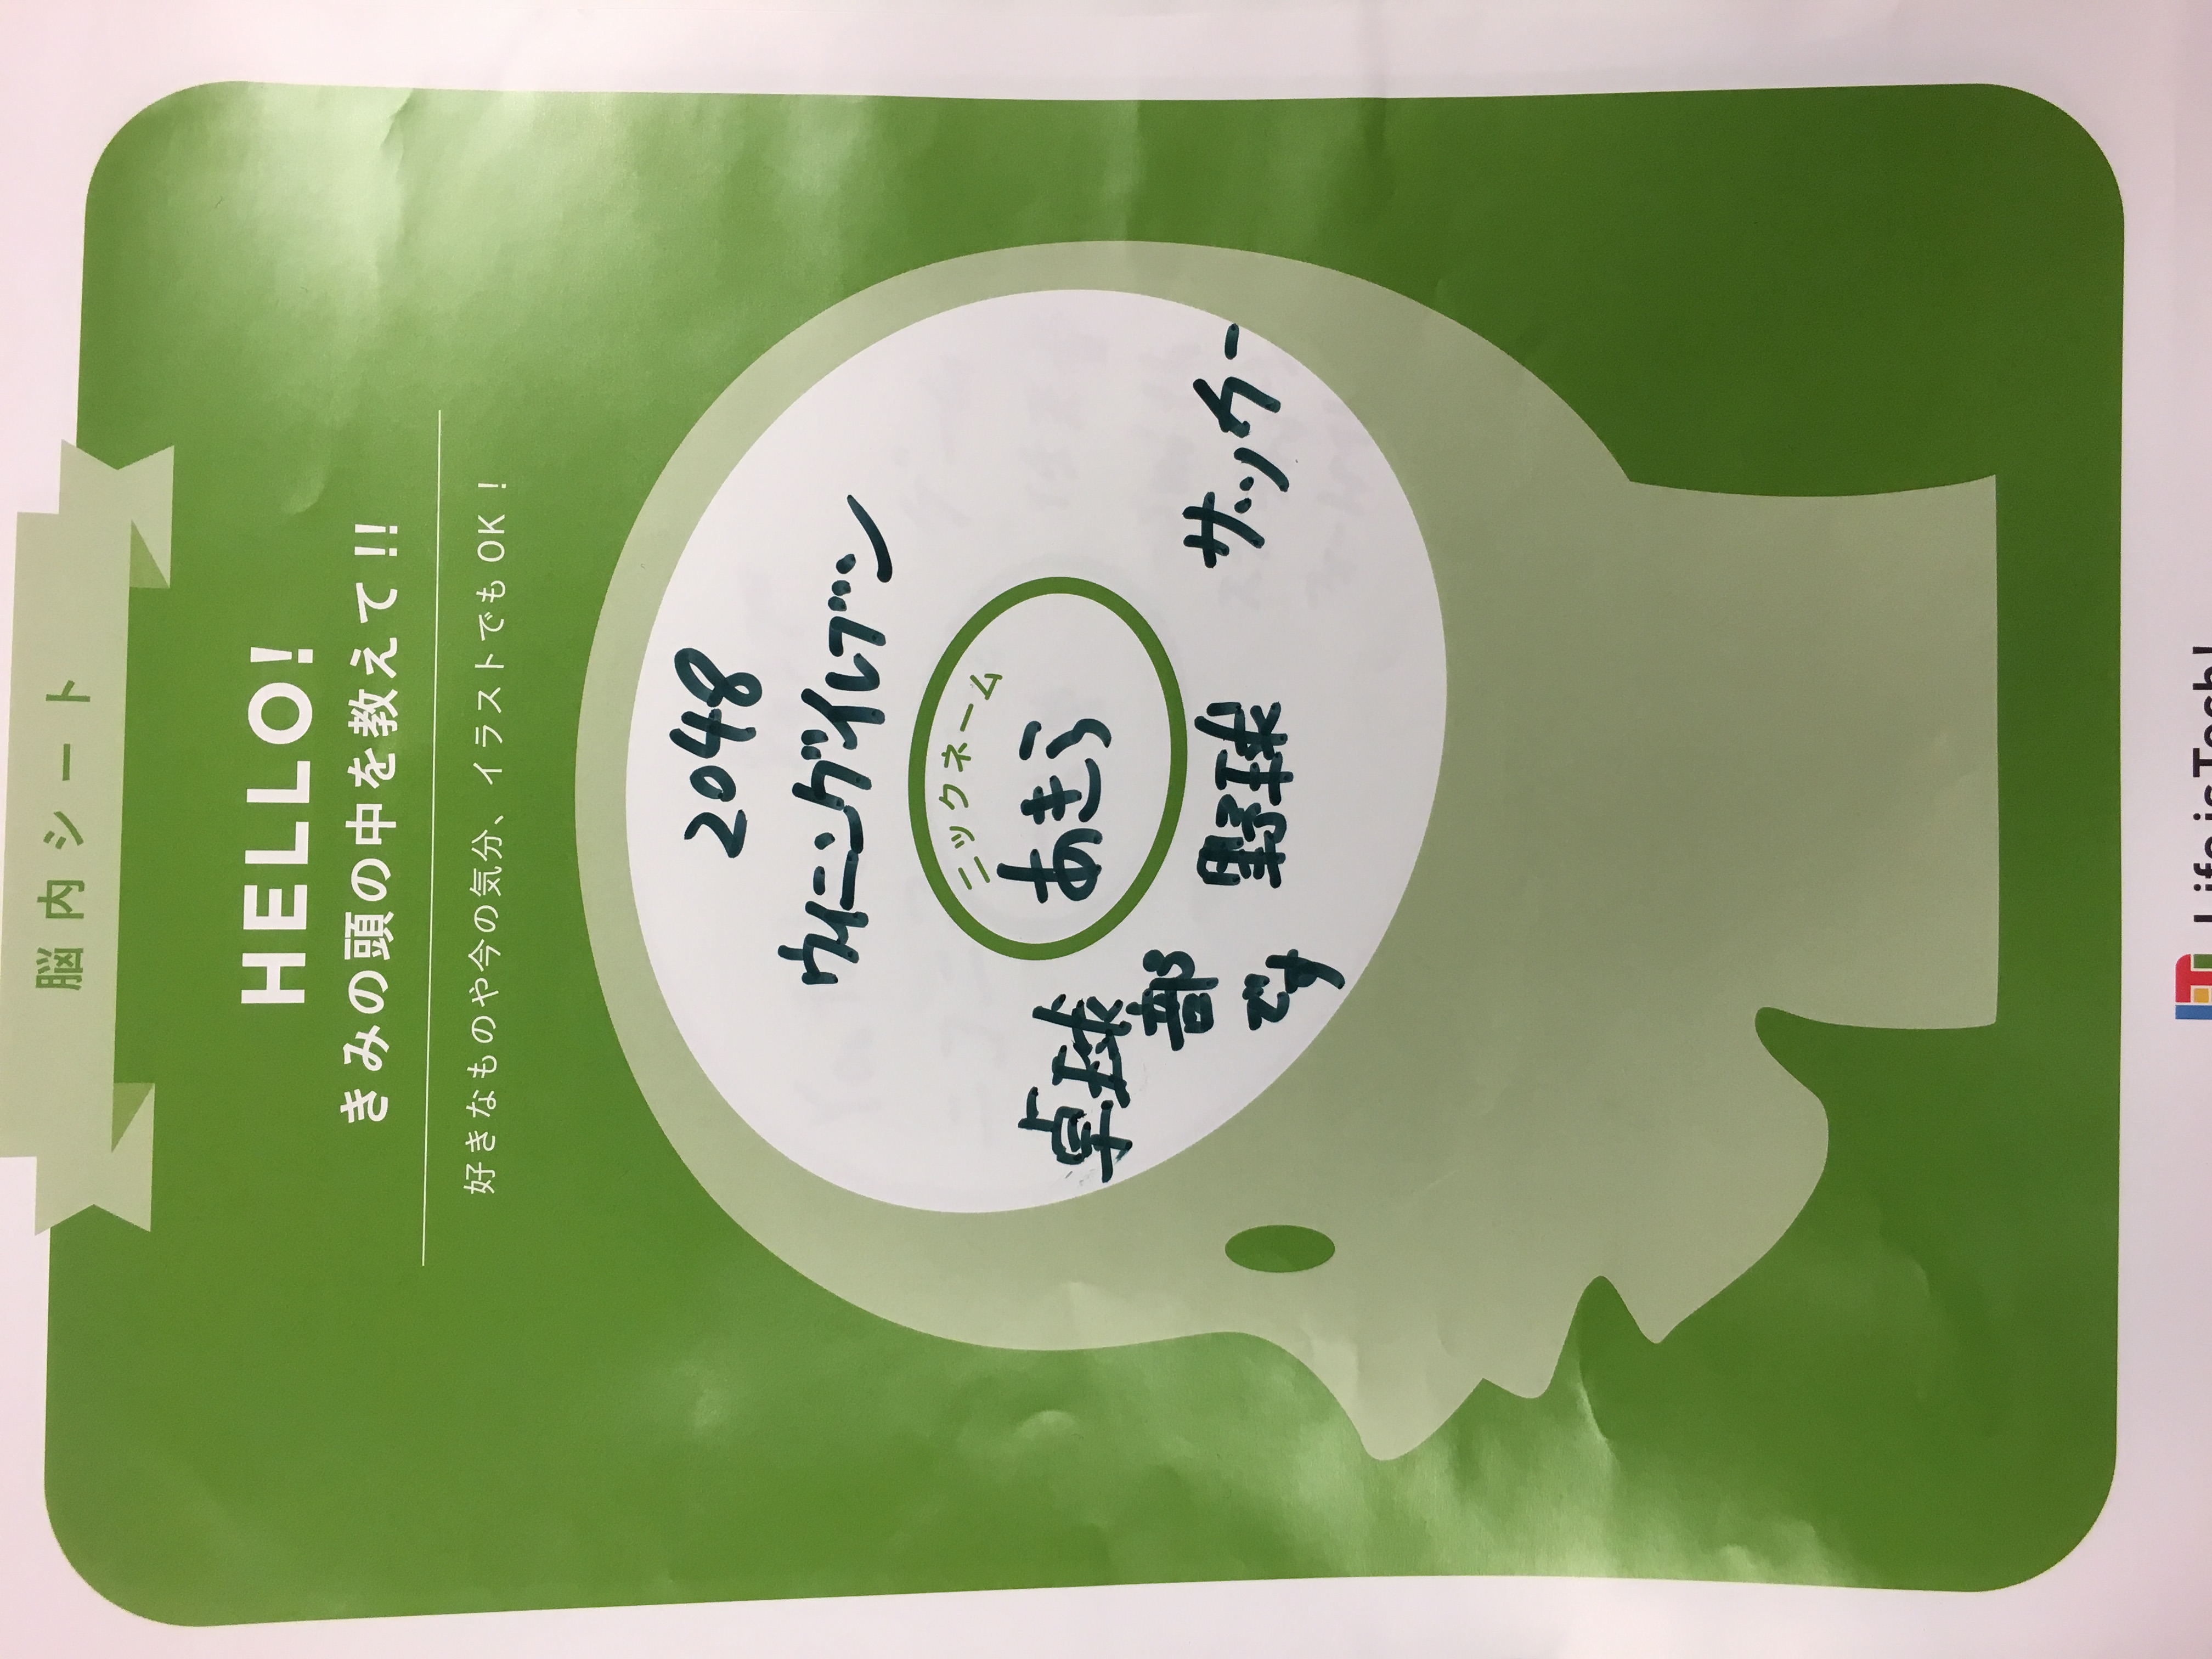 脳内シート
HELLO!
きみの頭の中を教えて!!
好きなものや今の気分、イラストでもOK!
2048
ウイニングイレブン
ニックネーム
あきら
卓球
部
です
野球
サッカー
Life is Tech!